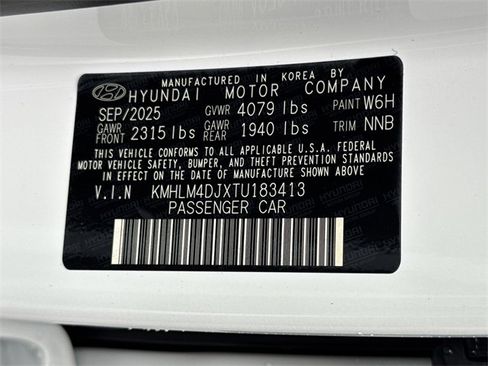 MANUFACTURED IN KOREA BY
HYUNDAI MOTOR COMPANY
SEP/2025 GVWR 4079 lbs PAINT W6H
GAWR FRONT 2315 lbs GAWR REAR 1940 lbs TRIM NNB
THIS VEHICLE CONFORMS TO ALL APPLICABLE U.S.A. FEDERAL
MOTOR VEHICLE SAFETY, BUMPER, AND THEFT PREVENTION STANDARDS
IN EFFECT ON THE DATE OF MANUFACTURE SHOWN ABOVE.
V.I.N KMHLM4DJXTU183413
PASSENGER CAR